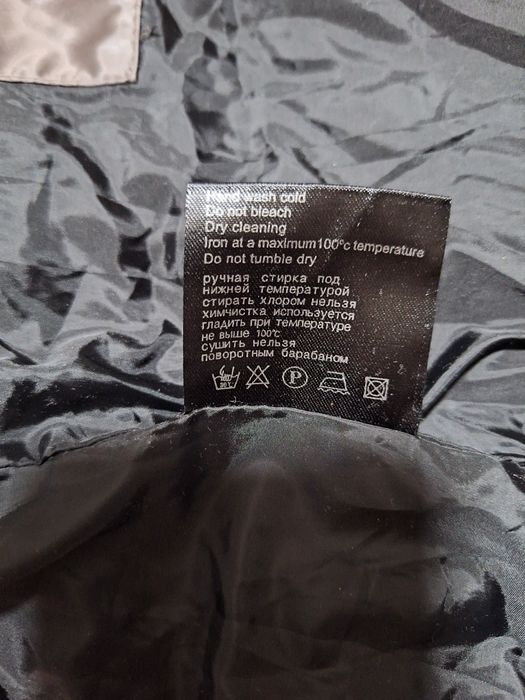 Hand wash cold
Do not bleach
Dry cleaning
Iron at a maximum100°c temperature
Do not tumble dry
ручная стирка под
нижней температурой
стирать хлором нельзя
химчистка используется
гладить при температуре
не выше 100°c
сушить нельзя
поворотным барабаном
P